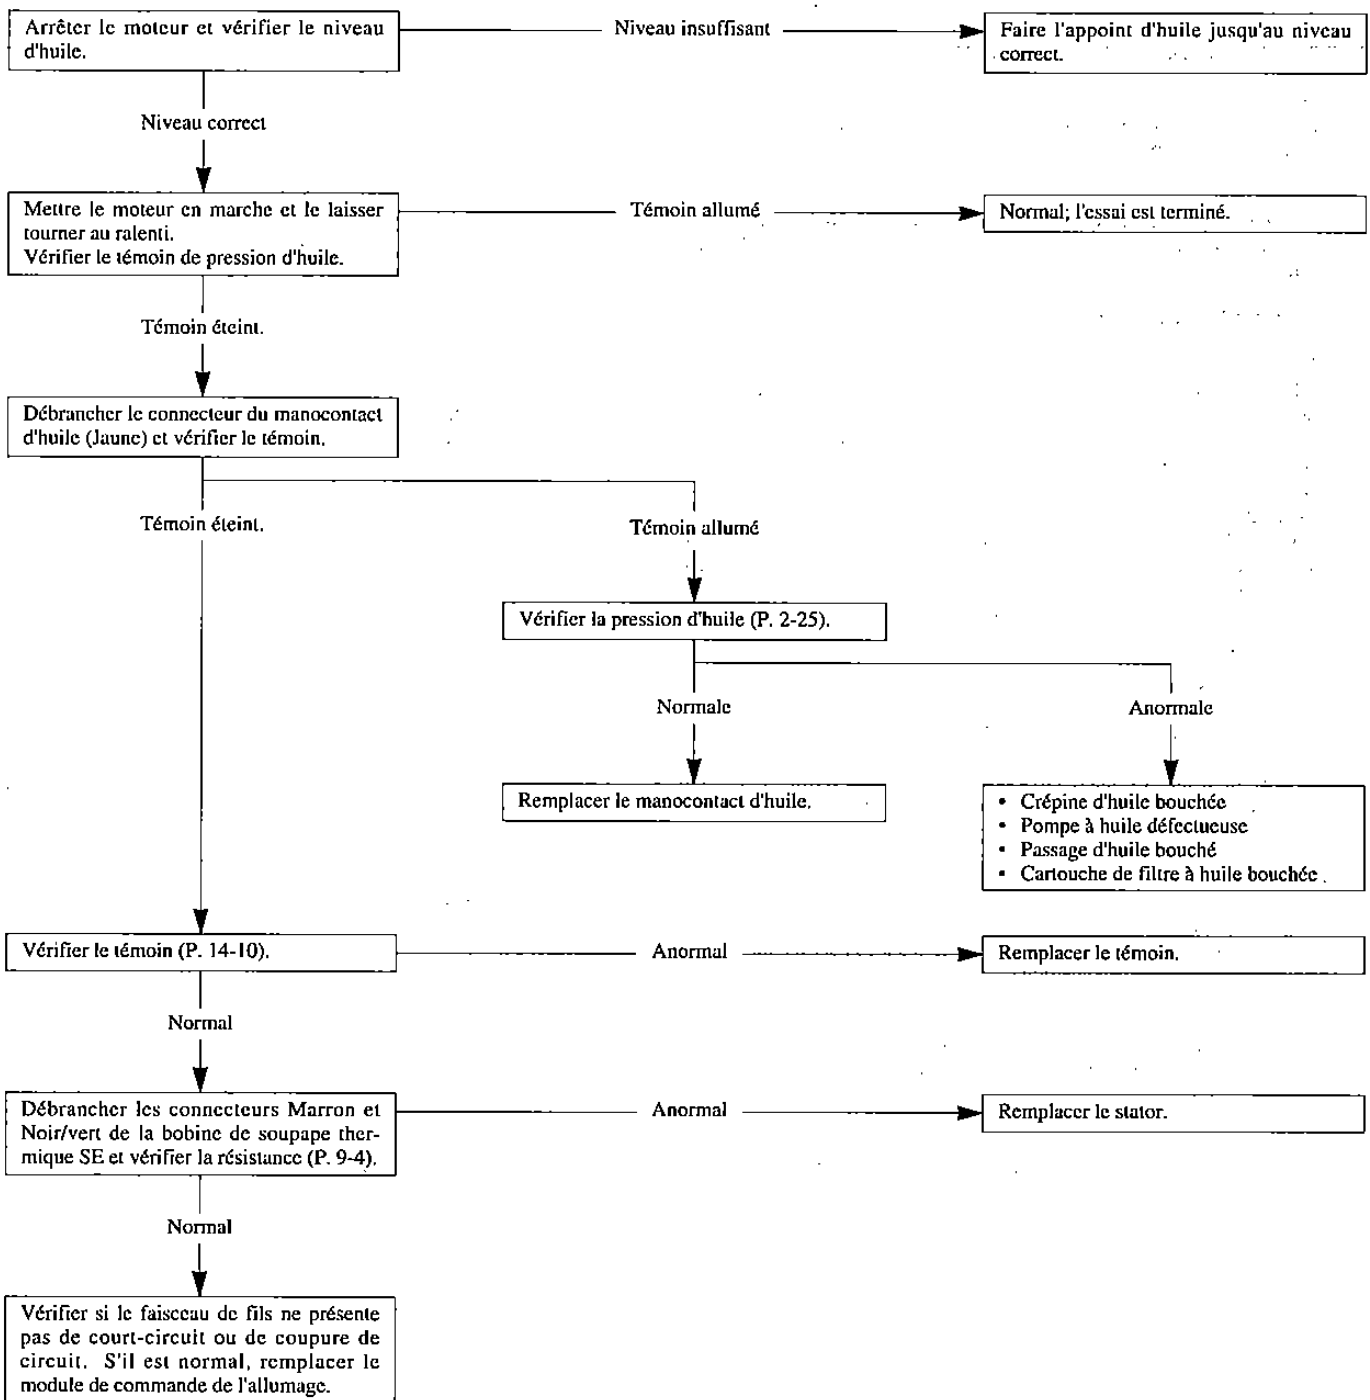 Arrêter le moteur et vérifier le niveau
d'huile.
Niveau insuffisant
Faire l'appoint d'huile jusqu'au niveau
correct.
Niveau correct
Mettre le moteur en marche et le laisser
tourner au ralenti.
Vérifier le témoin de pression d'huile.
Témoin allumé
Normal; l'essai est terminé.
Témoin éteint.
Débrancher le connecteur du manocontact
d'huile (Jaune) et vérifier le témoin.
Témoin éteint.
Témoin allumé
Vérifier la pression d'huile (P. 2-25).
Normale
Anormale
Remplacer le manocontact d'huile.
• Crépine d'huile bouchée
• Pompe à huile défectueuse
• Passage d'huile bouché
• Cartouche de filtre à huile bouchée
Vérifier le témoin (P. 14-10).
Anormal
Remplacer le témoin.
Normal
Débrancher les connecteurs Marron et
Noir/vert de la bobine de soupape ther-
mique SE et vérifier la résistance (P. 9-4).
Anormal
Remplacer le stator.
Normal
Vérifier si le faisceau de fils ne présente
pas de court-circuit ou de coupure de
circuit. S'il est normal, remplacer le
module de commande de l'allumage.